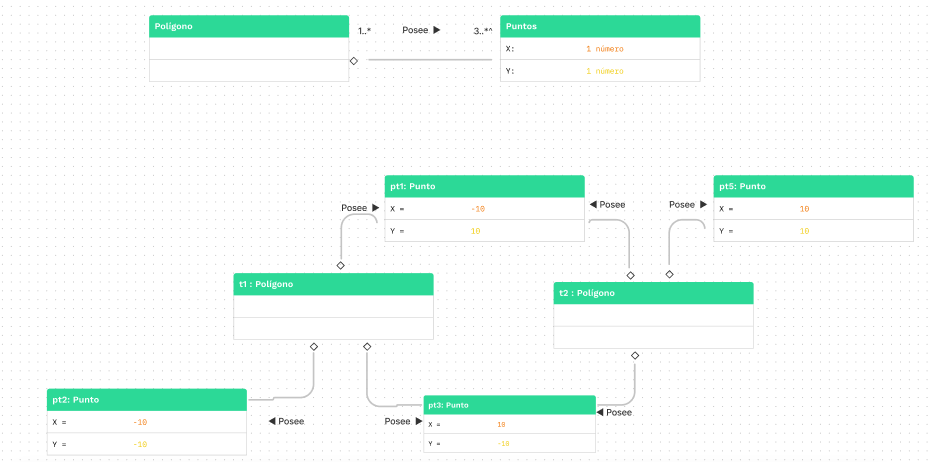 Polígono
1..*
Posee ▶
3..*^
Puntos
X: 1 número
Y: 1 número
pt1: Punto
X = -10
Y = 10
pt5: Punto
X = 10
Y = 10
Posee ▶
◀ Posee
Posee ▶
t1 : Polígono
t2 : Polígono
pt2: Punto
X = -10
Y = -10
◀ Posee
Posee ▶
pt3: Punto
X = 10
Y = -10
◀ Posee